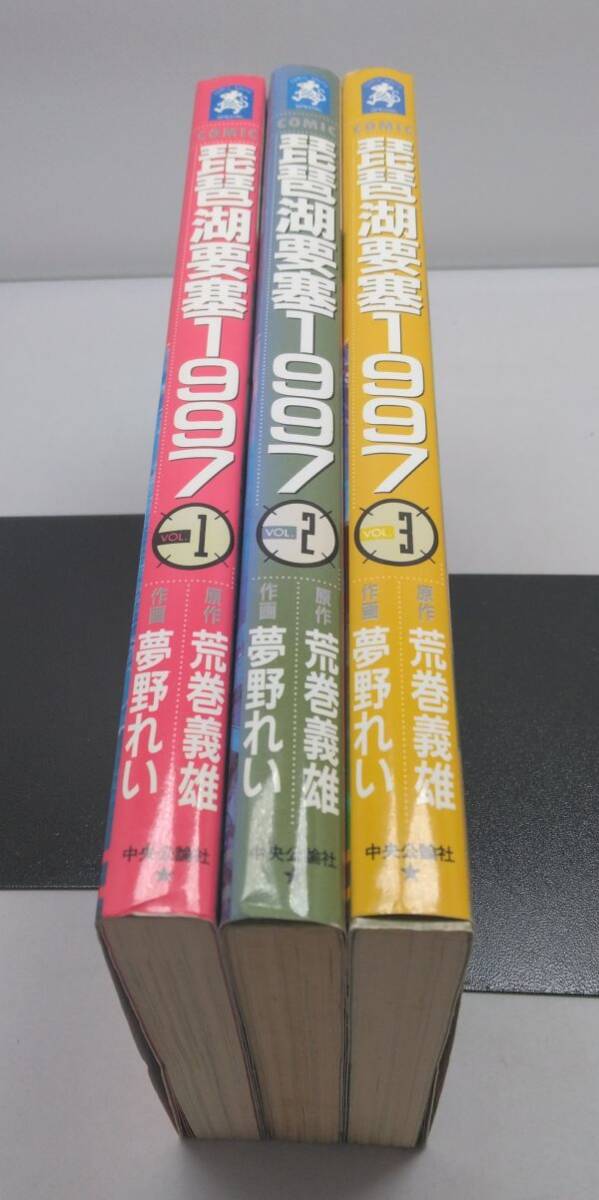 COMIC
琵琶湖要塞1997
VOL. 1
原作 荒巻義雄
作画 夢野れい
中央公論社
★
COMIC
琵琶湖要塞1997
VOL. 2
原作 荒巻義雄
作画 夢野れい
中央公論社
★
COMIC
琵琶湖要塞1997
VOL. 3
原作 荒巻義雄
作画 夢野れい
中央公論社
★